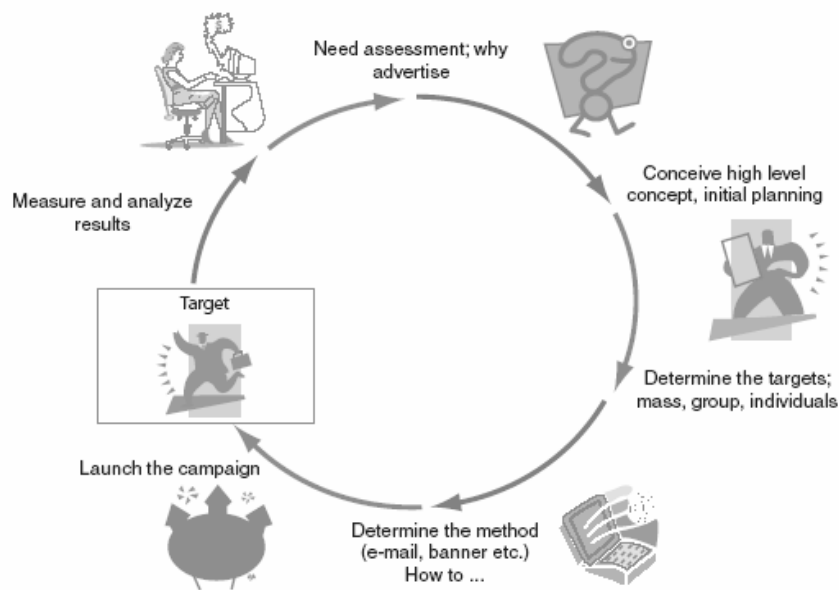 Need assessment; why
advertise
Conceive high level
concept, initial planning
Determine the targets;
mass, group, individuals
Determine the method
(e-mail, banner etc.)
How to ...
Launch the campaign
Target
Measure and analyze
results